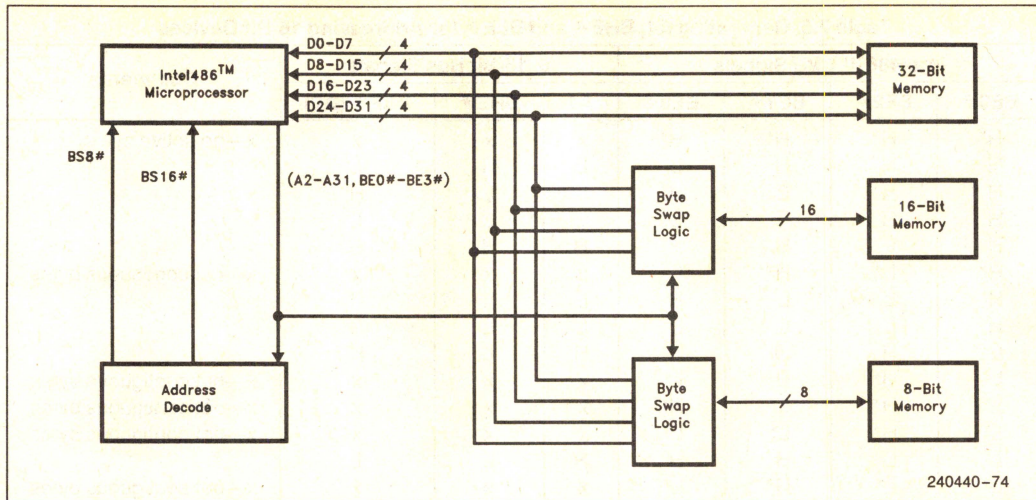 Intel486™
Microprocessor
D0-D7 4
D8-D15 4
D16-D23 4
D24-D31 4
32-Bit
Memory
BS8#
BS16#
(A2-A31, BE0#-BE3#)
Byte
Swap
Logic
16
16-Bit
Memory
Address
Decode
Byte
Swap
Logic
8
8-Bit
Memory
240440-74